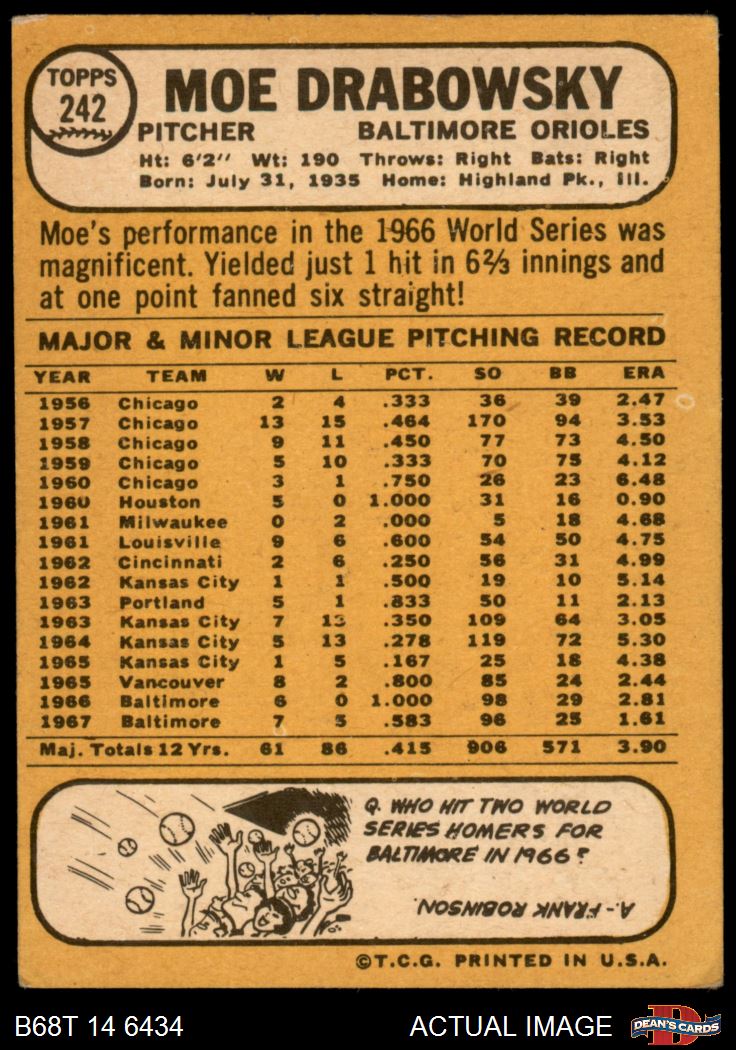 TOPPS
242
MOE DRABOWSKY
PITCHER BALTIMORE ORIOLES
Ht: 6'2" Wt: 190 Throws: Right Bats: Right
Born: July 31, 1935 Home: Highland Pk., Ill.
Moe's performance in the 1966 World Series was
magnificent. Yielded just 1 hit in 6⅔ innings and
at one point fanned six straight!
MAJOR & MINOR LEAGUE PITCHING RECORD
YEAR TEAM W L PCT. SO BB ERA
1956 Chicago 2 4 .333 36 39 2.47
1957 Chicago 13 15 .464 170 94 3.53
1958 Chicago 9 11 .450 77 73 4.50
1959 Chicago 5 10 .333 70 75 4.12
1960 Chicago 3 1 .750 26 23 6.48
1960 Houston 5 0 1.000 31 16 0.90
1961 Milwaukee 0 2 .000 5 18 4.68
1961 Louisville 9 6 .600 54 50 4.75
1962 Cincinnati 2 6 .250 56 31 4.99
1962 Kansas City 1 1 .500 19 10 5.14
1963 Portland 5 1 .833 50 11 2.13
1963 Kansas City 7 13 .350 109 64 3.05
1964 Kansas City 5 13 .278 119 72 5.30
1965 Kansas City 1 5 .167 25 18 4.38
1965 Vancouver 8 2 .800 85 24 2.44
1966 Baltimore 6 0 1.000 98 29 2.81
1967 Baltimore 7 5 .583 96 25 1.61
Maj. Totals 12 Yrs. 61 86 .415 906 571 3.90
Q. WHO HIT TWO WORLD
SERIES HOMERS FOR
BALTIMORE IN 1966?
A-FRANK ROBINSON.
©T.C.G. PRINTED IN U.S.A.
B68T 14 6434 ACTUAL IMAGE DEAN'S CARDS